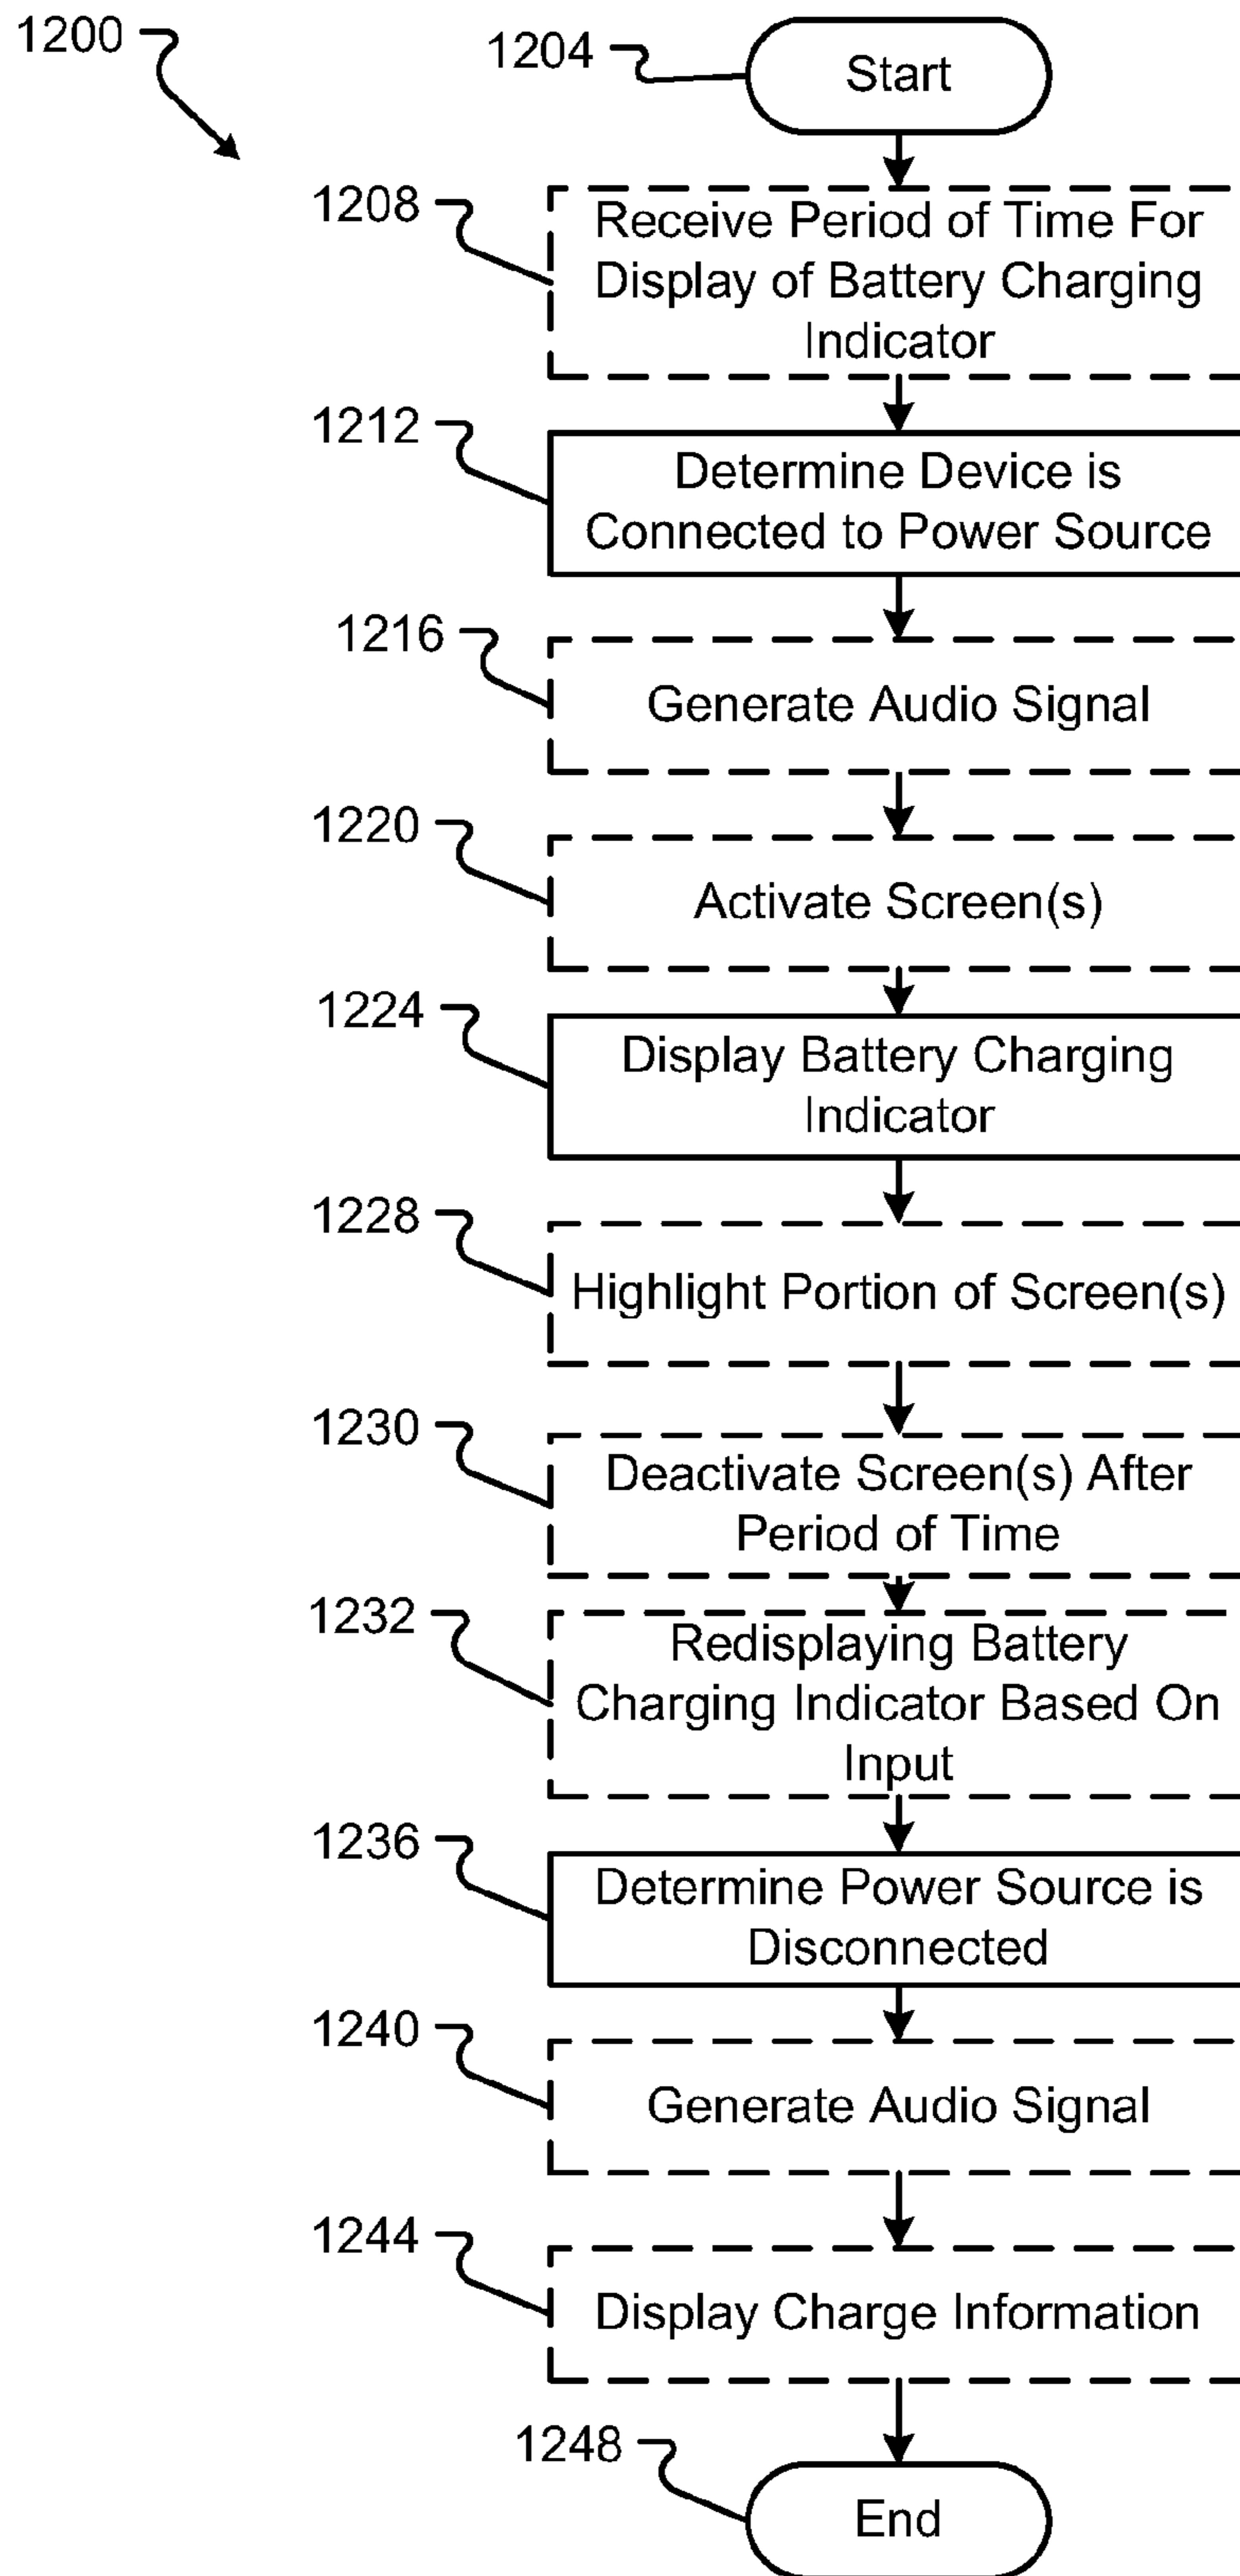 1200
1204
Start
1208
Receive Period of Time For
Display of Battery Charging
Indicator
1212
Determine Device is
Connected to Power Source
1216
Generate Audio Signal
1220
Activate Screen(s)
1224
Display Battery Charging
Indicator
1228
Highlight Portion of Screen(s)
1230
Deactivate Screen(s) After
Period of Time
1232
Redisplaying Battery
Charging Indicator Based On
Input
1236
Determine Power Source is
Disconnected
1240
Generate Audio Signal
1244
Display Charge Information
1248
End